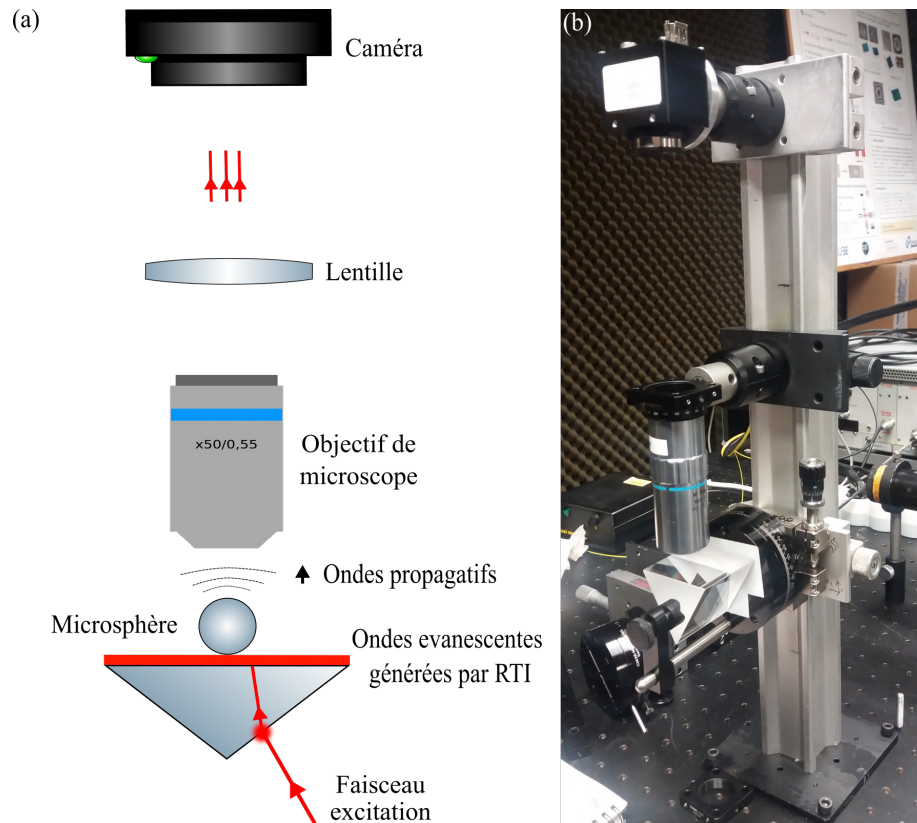 (a)
Caméra
Lentille
x50/0,55
Objectif de
microscope
Ondes propagatifs
Microsphère
Ondes evanescentes
générées par RTI
Faisceau
excitation
(b)